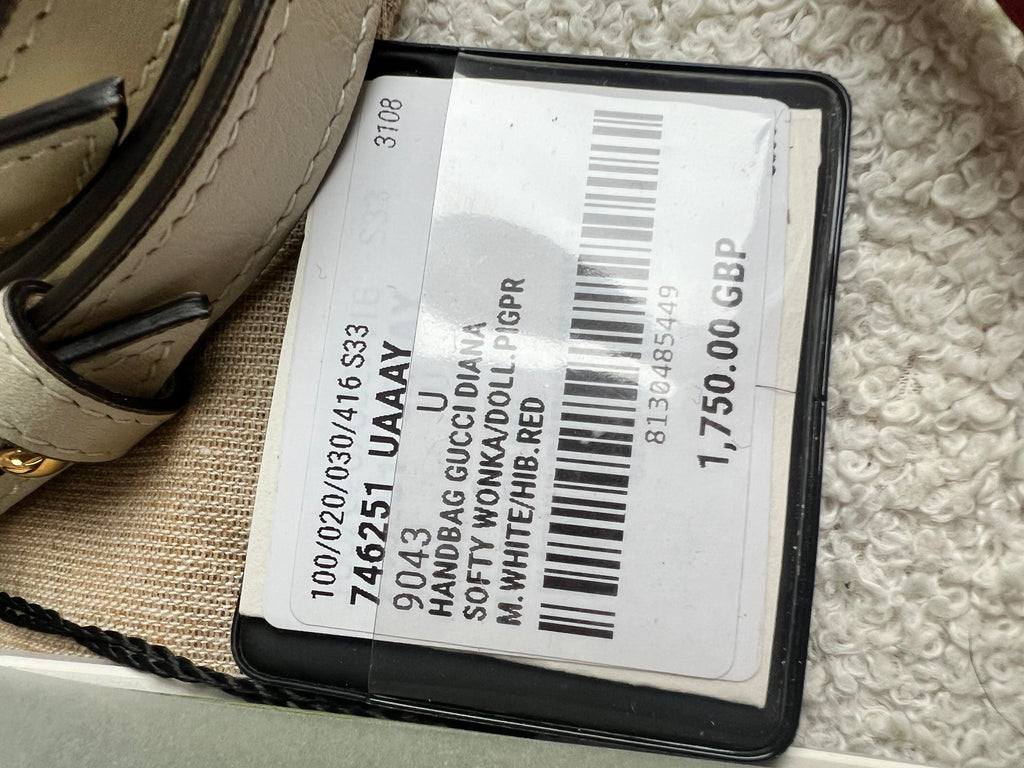 100/020/030/416 S33
3108
746251 UAAAY
9043 U
HANDBAG GUCCI DIANA
SOFTY WONKA/DOLL.PIGPR
M.WHITE/HIB.RED
8130485449
1,750.00 GBP